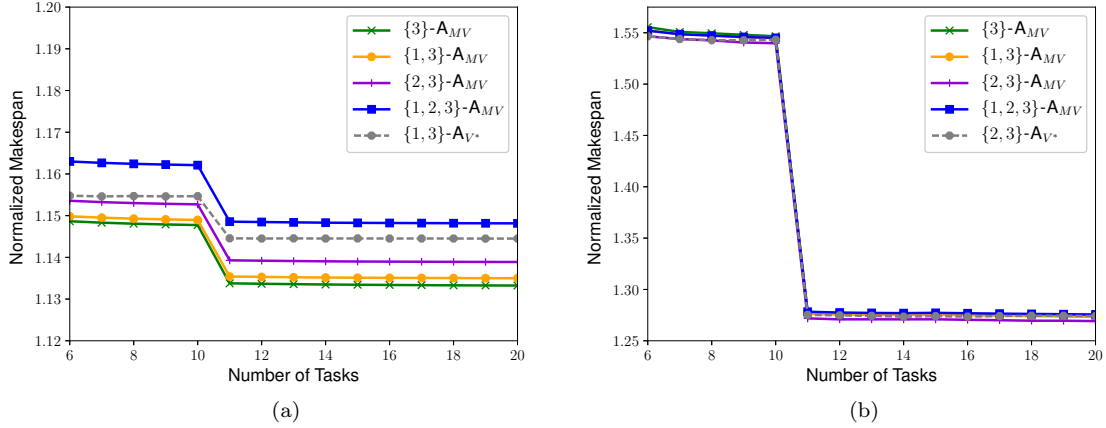 1.20
1.19
1.18
1.17
1.16
1.15
1.14
1.13
1.12
Normalized Makespan
6 8 10 12 14 16 18 20
Number of Tasks
{3}-A_MV
{1, 3}-A_MV
{2, 3}-A_MV
{1, 2, 3}-A_MV
{1, 3}-A_V*
(a)
1.55
1.50
1.45
1.40
1.35
1.30
1.25
Normalized Makespan
6 8 10 12 14 16 18 20
Number of Tasks
{3}-A_MV
{1, 3}-A_MV
{2, 3}-A_MV
{1, 2, 3}-A_MV
{2, 3}-A_V*
(b)